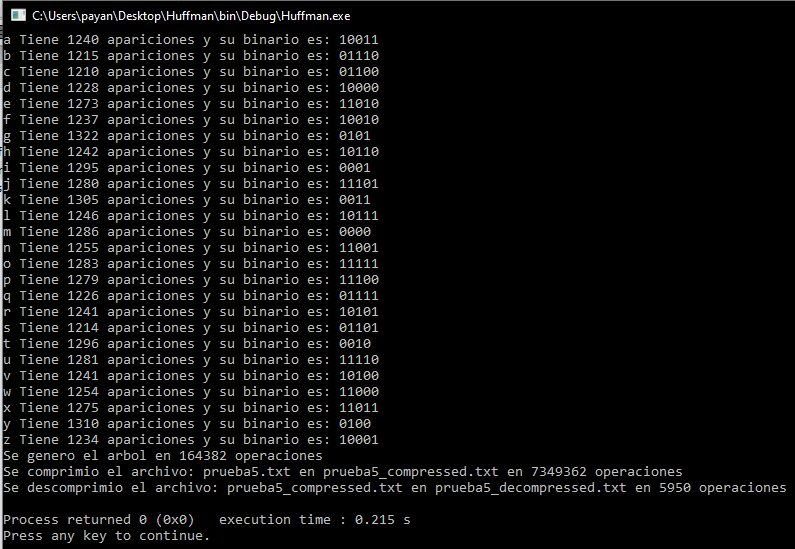 C:\Users\payan\Desktop\Huffman\bin\Debug\Huffman.exe
a Tiene 1240 apariciones y su binario es: 10011
b Tiene 1215 apariciones y su binario es: 01110
c Tiene 1210 apariciones y su binario es: 01100
d Tiene 1228 apariciones y su binario es: 10000
e Tiene 1273 apariciones y su binario es: 11010
f Tiene 1237 apariciones y su binario es: 10010
g Tiene 1322 apariciones y su binario es: 0101
h Tiene 1242 apariciones y su binario es: 10110
i Tiene 1295 apariciones y su binario es: 0001
j Tiene 1280 apariciones y su binario es: 11101
k Tiene 1305 apariciones y su binario es: 0011
l Tiene 1246 apariciones y su binario es: 10111
m Tiene 1286 apariciones y su binario es: 0000
n Tiene 1255 apariciones y su binario es: 11001
o Tiene 1283 apariciones y su binario es: 11111
p Tiene 1279 apariciones y su binario es: 11100
q Tiene 1226 apariciones y su binario es: 01111
r Tiene 1241 apariciones y su binario es: 10101
s Tiene 1214 apariciones y su binario es: 01101
t Tiene 1296 apariciones y su binario es: 0010
u Tiene 1281 apariciones y su binario es: 11110
v Tiene 1241 apariciones y su binario es: 10100
w Tiene 1254 apariciones y su binario es: 11000
x Tiene 1275 apariciones y su binario es: 11011
y Tiene 1310 apariciones y su binario es: 0100
z Tiene 1234 apariciones y su binario es: 10001
Se genero el arbol en 164382 operaciones
Se comprimio el archivo: prueba5.txt en prueba5_compressed.txt en 7349362 operaciones
Se descomprimio el archivo: prueba5_compressed.txt en prueba5_decompressed.txt en 5950 operaciones
Process returned 0 (0x0)   execution time : 0.215 s
Press any key to continue.